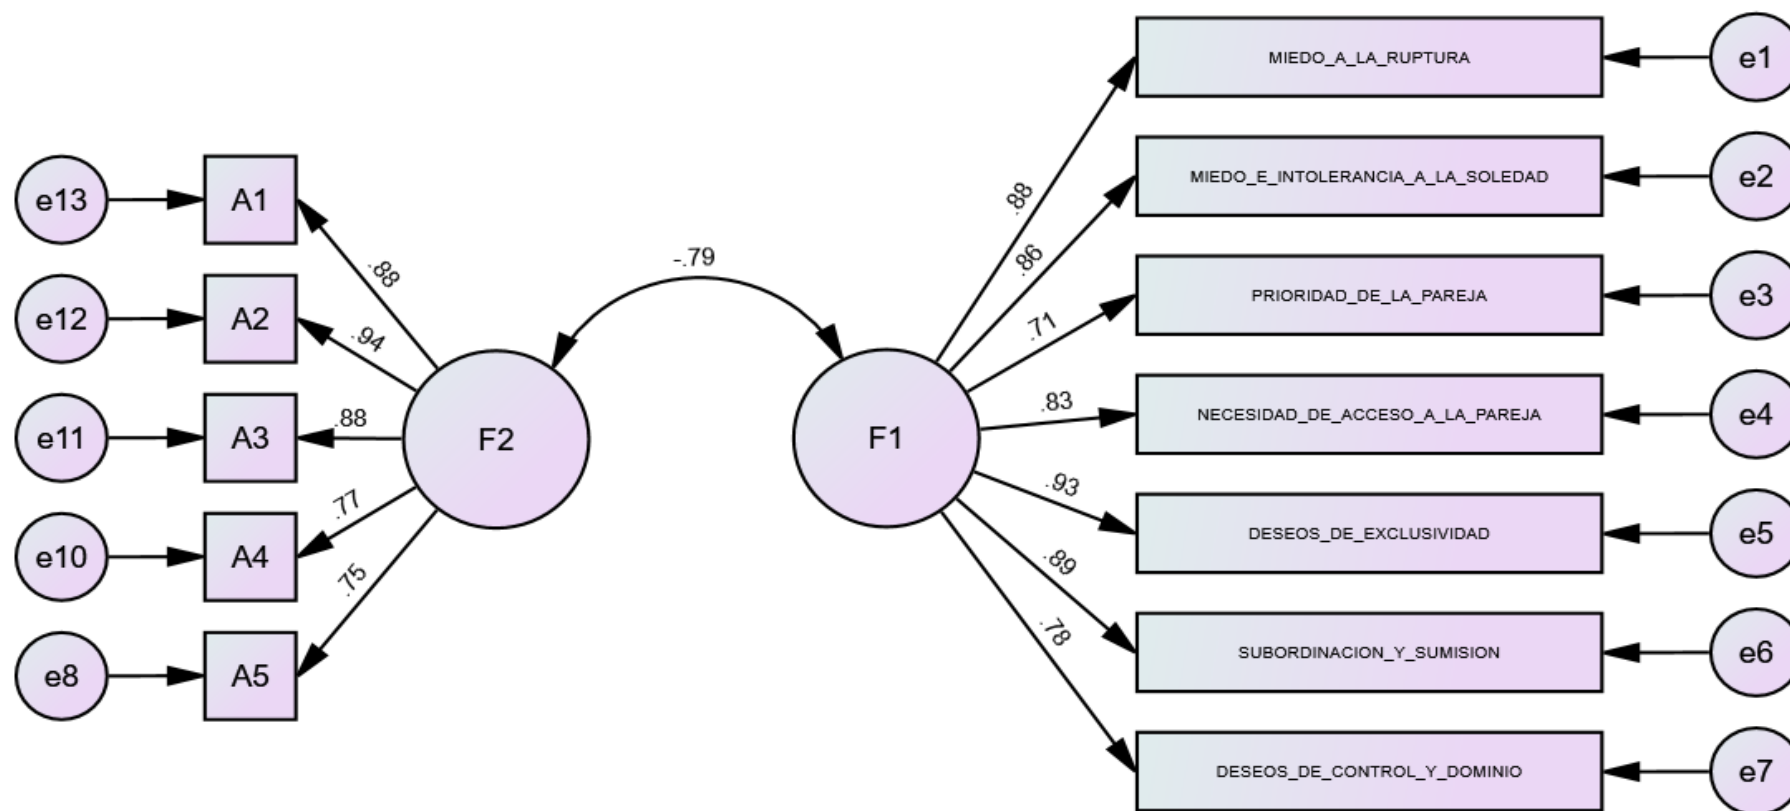 MIEDO_A_LA_RUPTURA
e1
MIEDO_E_INTOLERANCIA_A_LA_SOLEDAD
e2
PRIORIDAD_DE_LA_PAREJA
e3
NECESIDAD_DE_ACCESO_A_LA_PAREJA
e4
DESEOS_DE_EXCLUSIVIDAD
e5
SUBORDINACION_Y_SUMISION
e6
DESEOS_DE_CONTROL_Y_DOMINIO
e7
.88
.86
.71
.83
.93
.89
.78
F1
-.79
F2
.88
.94
.88
.77
.75
e13
A1
e12
A2
e11
A3
e10
A4
e8
A5